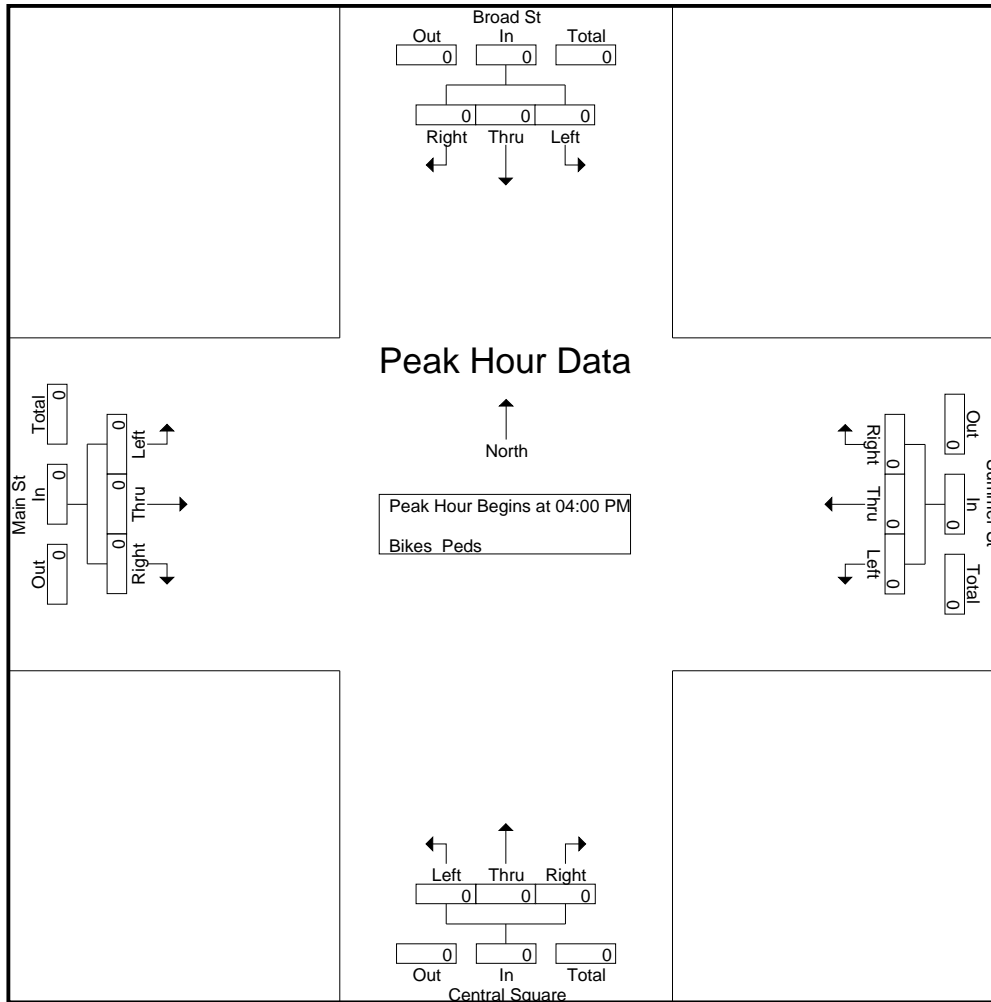 Broad St
Out In Total
0 0 0
0 0 0
Right Thru Left
Peak Hour Data
North
Peak Hour Begins at 04:00 PM
Bikes Peds
Main St
Out In Total
0 0 0
0 0 0
Right Thru Left
Out In Total
0 0 0
0 0 0
Right Thru Left
Left Thru Right
0 0 0
0 0 0
Out In Total
Central Square